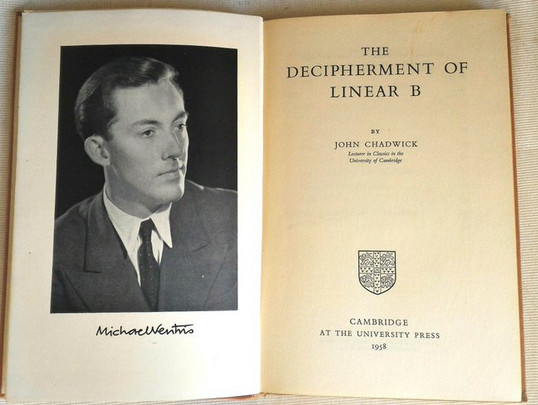 Michael Ventris
THE
DECIPHERMENT OF
LINEAR B
BY
JOHN CHADWICK
Lecturer in Classics in the
University of Cambridge
CAMBRIDGE
AT THE UNIVERSITY PRESS
1958